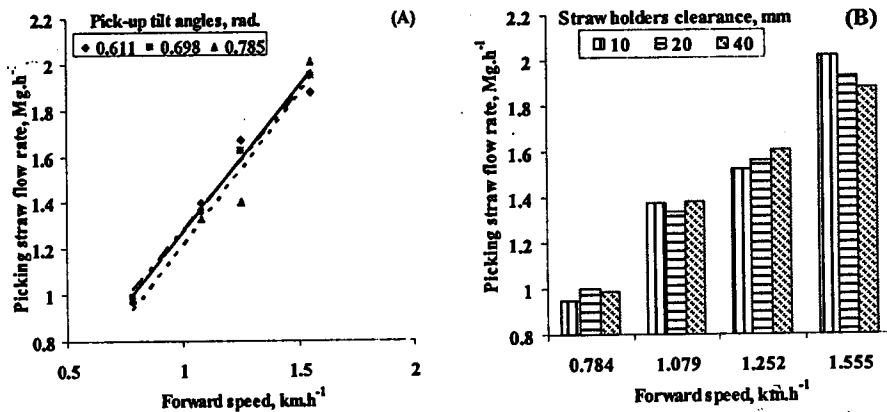 Pick-up tilt angles, rad.
(A)
0.611 0.698 0.785
Picking straw flow rate, Mg.h⁻¹
2.2
2
1.8
1.6
1.4
1.2
1
0.8
0.5
1
1.5
2
Forward speed, km.h⁻¹
Straw holders clearance, mm
(B)
10 20 40
Picking straw flow rate, Mg.h⁻¹
2.2
2
1.8
1.6
1.4
1.2
1
0.8
0.784
1.079
1.252
1.555
Forward speed, km.h⁻¹